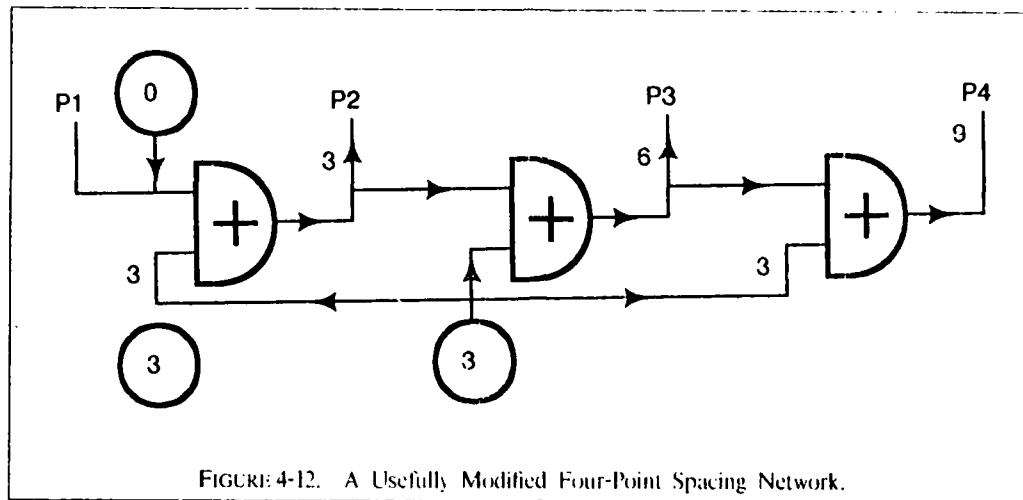 0
P1
P2
P3
P4
3
6
9
+
+
+
3
3
3
3
FIGURE 4-12. A Usefully Modified Four-Point Spacing Network.